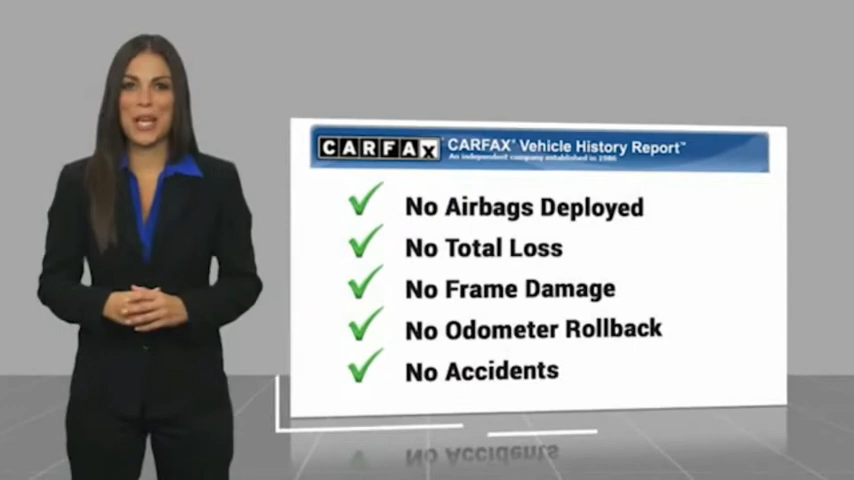 CARFAX
CARFAX® Vehicle History Report™
An independent company established in 1986
No Airbags Deployed
No Total Loss
No Frame Damage
No Odometer Rollback
No Accidents
No Accidents